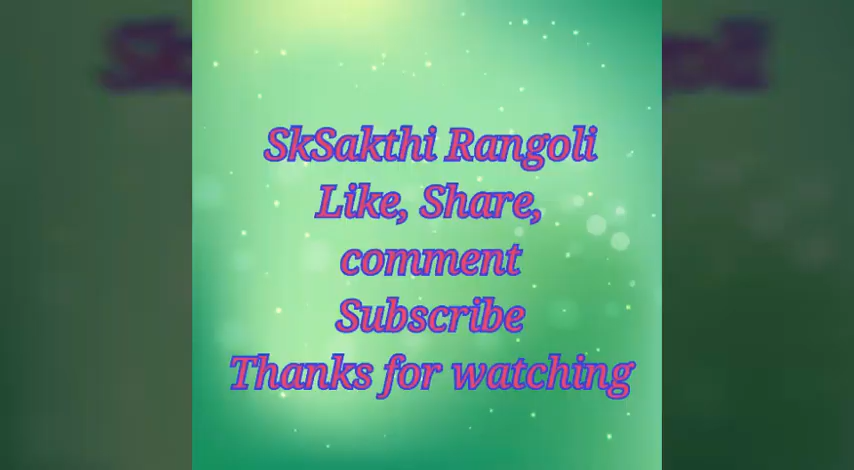 SkSakthi Rangoli
Like, Share,
comment
Subscribe
Thanks for watching